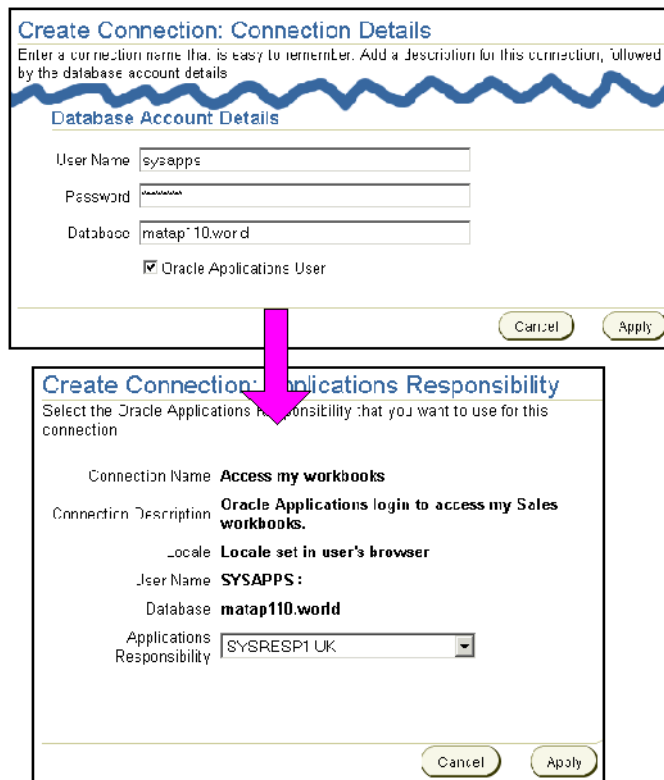 Create Connection: Connection Details
Enter a connection name that is easy to remember. Add a description for this connection, followed
by the database account details
Database Account Details
User Name sysapps
Password ********
Database matap110.world
Oracle Applications User
Cancel Apply
Create Connection: Applications Responsibility
Select the Oracle Applications Responsibility that you want to use for this
connection
Connection Name Access my workbooks
Connection Description Oracle Applications login to access my Sales
workbooks.
Locale Locale set in user's browser
User Name SYSAPPS :
Database matap110.world
Applications
Responsibility SYSRESP1 UK
Cancel Apply